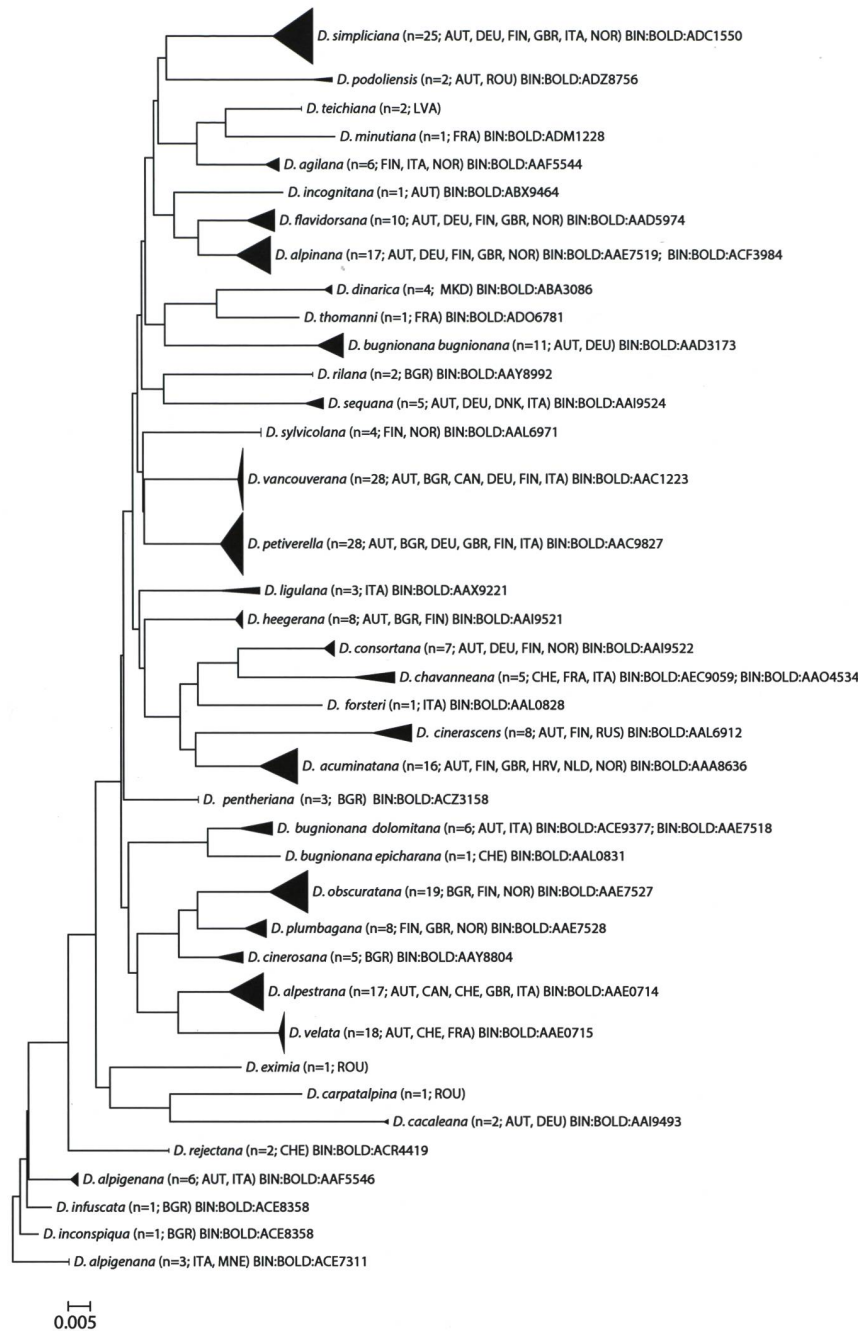 D. simpliciana (n=25; AUT, DEU, FIN, GBR, ITA, NOR) BIN:BOLD:ADC1550
D. podoliensis (n=2; AUT, ROU) BIN:BOLD:ADZ8756
D. teichiana (n=2; LVA)
D. minutiana (n=1; FRA) BIN:BOLD:ADM1228
D. agilana (n=6; FIN, ITA, NOR) BIN:BOLD:AAF5544
D. incognitana (n=1; AUT) BIN:BOLD:ABX9464
D. flavidorsana (n=10; AUT, DEU, FIN, GBR, NOR) BIN:BOLD:AAD5974
D. alpinana (n=17; AUT, DEU, FIN, GBR, NOR) BIN:BOLD:AAE7519; BIN:BOLD:ACF3984
D. dinarica (n=4; MKD) BIN:BOLD:ABA3086
D. thomanni (n=1; FRA) BIN:BOLD:ADO6781
D. bugnionana bugnionana (n=11; AUT, DEU) BIN:BOLD:AAD3173
D. rilana (n=2; BGR) BIN:BOLD:AAY8992
D. sequana (n=5; AUT, DEU, DNK, ITA) BIN:BOLD:AAI9524
D. sylvicolana (n=4; FIN, NOR) BIN:BOLD:AAL6971
D. vancouverana (n=28; AUT, BGR, CAN, DEU, FIN, ITA) BIN:BOLD:AAC1223
D. petiverella (n=28; AUT, BGR, DEU, GBR, FIN, ITA) BIN:BOLD:AAC9827
D. ligulana (n=3; ITA) BIN:BOLD:AAX9221
D. heegerana (n=8; AUT, BGR, FIN) BIN:BOLD:AAI9521
D. consortana (n=7; AUT, DEU, FIN, NOR) BIN:BOLD:AAI9522
D. chavanneana (n=5; CHE, FRA, ITA) BIN:BOLD:AEC9059; BIN:BOLD:AAO4534
D. forsteri (n=1; ITA) BIN:BOLD:AAL0828
D. cinerascens (n=8; AUT, FIN, RUS) BIN:BOLD:AAL6912
D. acuminatana (n=16; AUT, FIN, GBR, HRV, NLD, NOR) BIN:BOLD:AAA8636
D. pentheriana (n=3; BGR) BIN:BOLD:ACZ3158
D. bugnionana dolomitana (n=6; AUT, ITA) BIN:BOLD:ACE9377; BIN:BOLD:AAE7518
D. bugnionana epicharana (n=1; CHE) BIN:BOLD:AAL0831
D. obscuratana (n=19; BGR, FIN, NOR) BIN:BOLD:AAE7527
D. plumbagana (n=8; FIN, GBR, NOR) BIN:BOLD:AAE7528
D. cinerosana (n=5; BGR) BIN:BOLD:AAY8804
D. alpestrana (n=17; AUT, CAN, CHE, GBR, ITA) BIN:BOLD:AAE0714
D. velata (n=18; AUT, CHE, FRA) BIN:BOLD:AAE0715
D. eximia (n=1; ROU)
D. carpatalpina (n=1; ROU)
D. cacaleana (n=2; AUT, DEU) BIN:BOLD:AAI9493
D. rejectana (n=2; CHE) BIN:BOLD:ACR4419
D. alpigenana (n=6; AUT, ITA) BIN:BOLD:AAF5546
D. infuscata (n=1; BGR) BIN:BOLD:ACE8358
D. inconspiqua (n=1; BGR) BIN:BOLD:ACE8358
D. alpigenana (n=3; ITA, MNE) BIN:BOLD:ACE7311
0.005